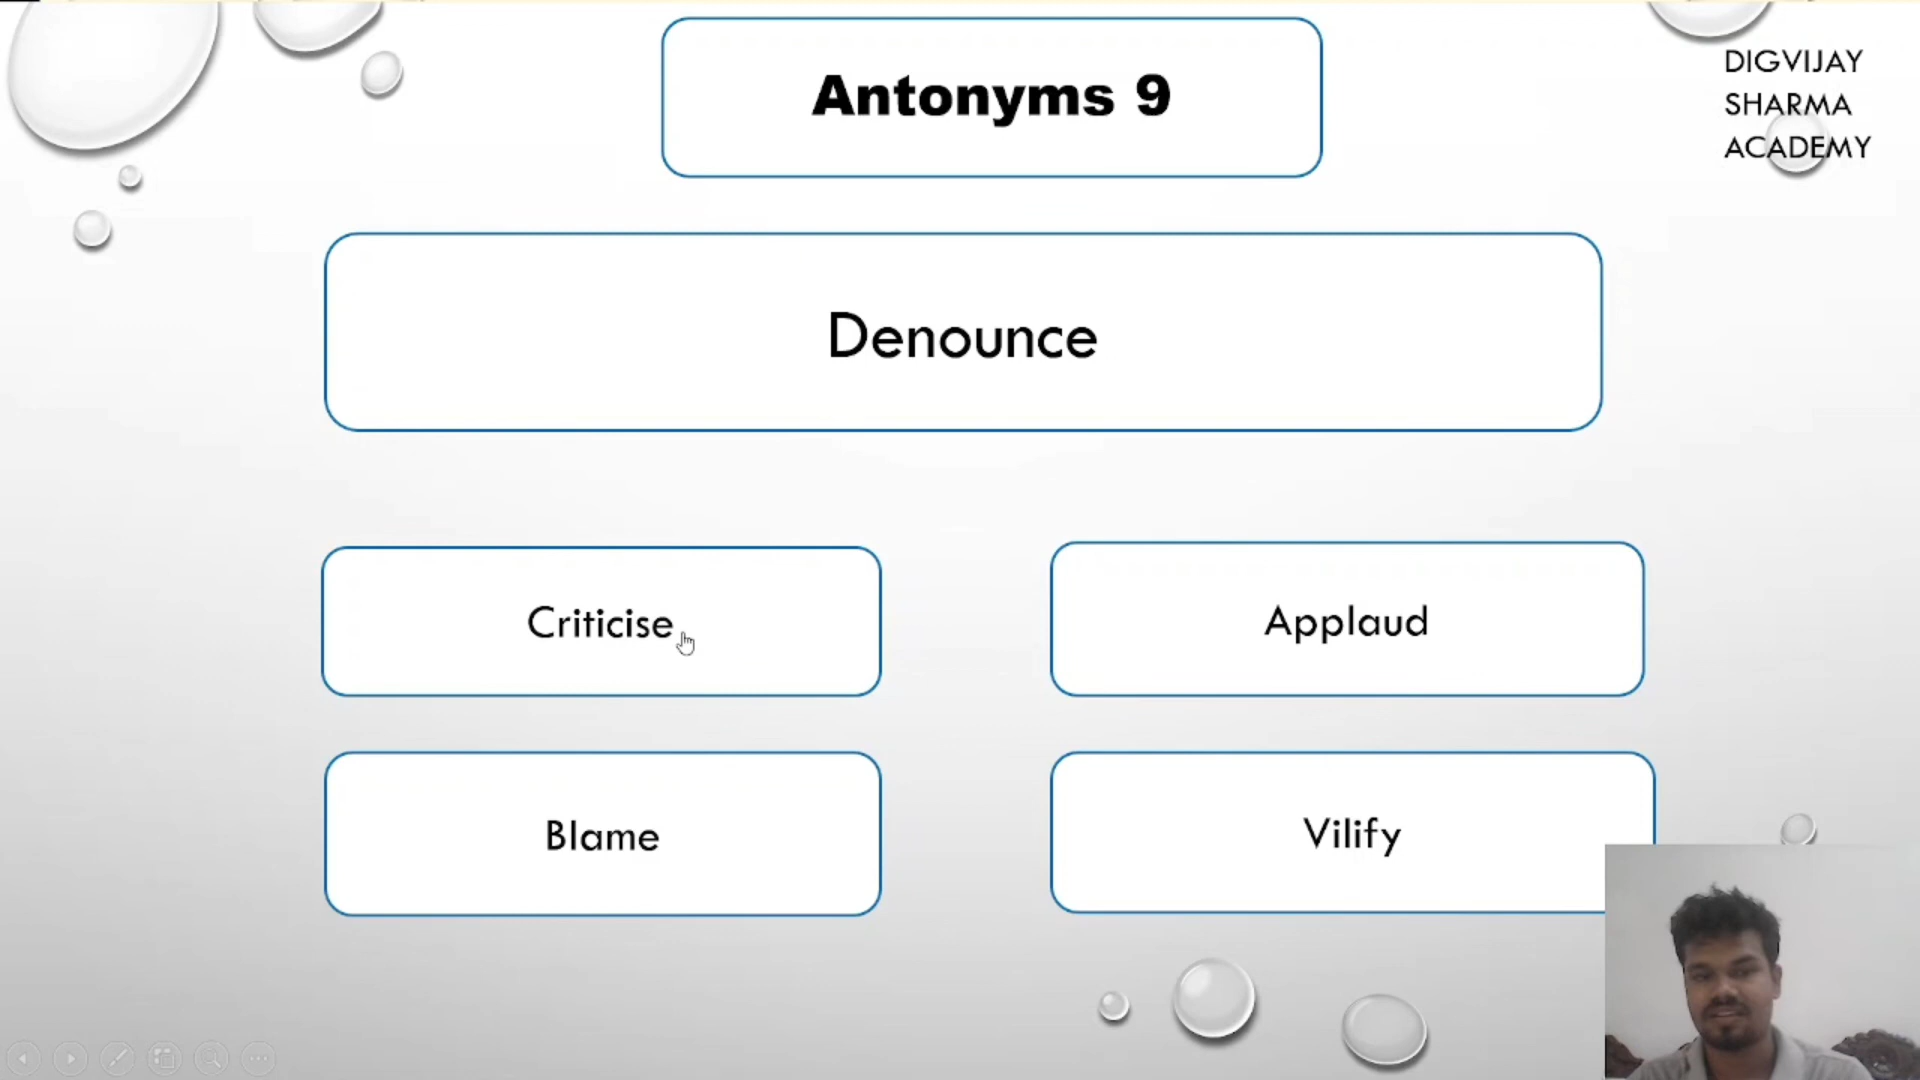 Antonyms 9
DIGVIJAY
SHARMA
ACADEMY
Denounce
Criticise
Applaud
Blame
Vilify